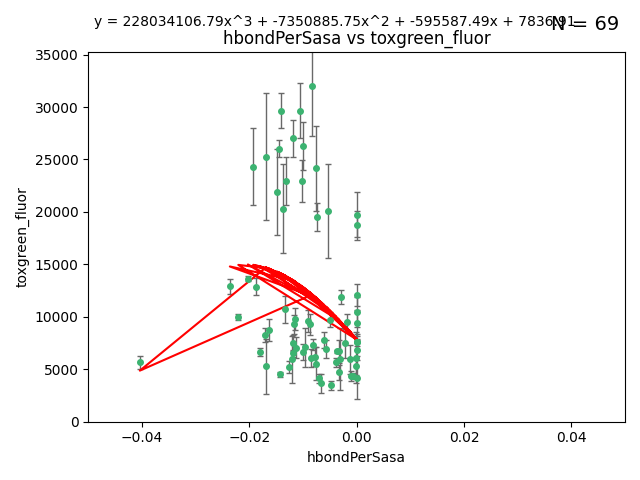 y = 228034106.79x^3 + -7350885.75x^2 + -595587.49x + 7836.91
N = 69
hbondPerSasa vs toxgreen_fluor
35000
30000
25000
20000
15000
10000
5000
0
toxgreen_fluor
−0.04
−0.02
0.00
0.02
0.04
hbondPerSasa